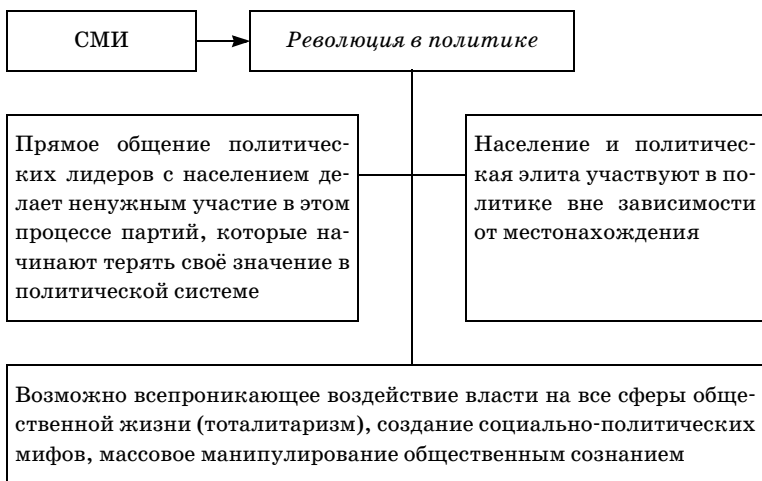 СМИ
Революция в политике
Прямое общение политичес-
ких лидеров с населением де-
лает ненужным участие в этом
процессе партий, которые на-
чинают терять своё значение в
политической системе
Население и политичес-
кая элита участвуют в по-
литике вне зависимости
от местонахождения
Возможно всепроникающее воздействие власти на все сферы обще-
ственной жизни (тоталитаризм), создание социально-политических
мифов, массовое манипулирование общественным сознанием